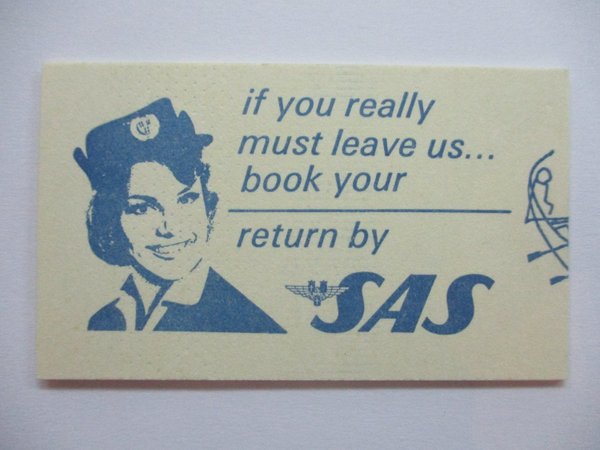 if you really
must leave us...
book your
return by
SAS